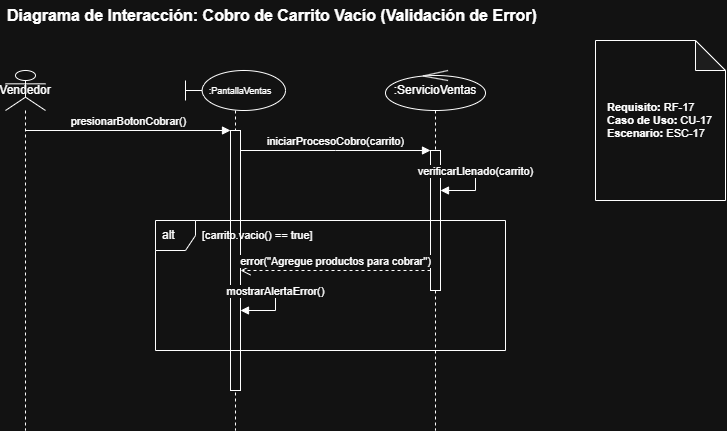 Diagrama de Interacción: Cobro de Carrito Vacío (Validación de Error)
Vendedor
:PantallaVentas
:ServicioVentas
Requisito: RF-17
Caso de Uso: CU-17
Escenario: ESC-17
presionarBotonCobrar()
iniciarProcesoCobro(carrito)
verificarLlenado(carrito)
alt
[carrito.vacio() == true]
error("Agregue productos para cobrar")
mostrarAlertaError()